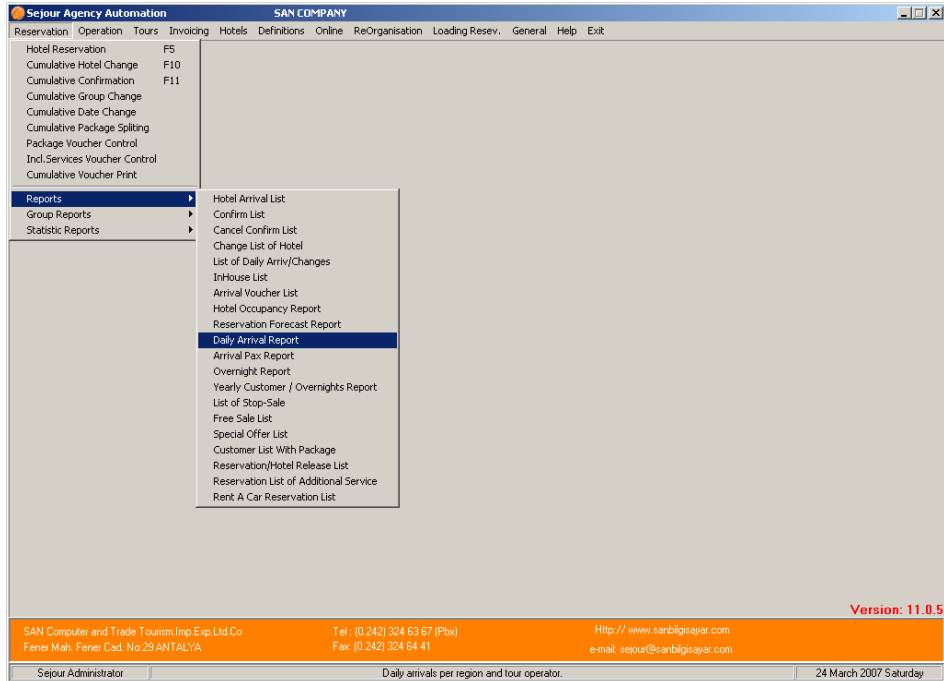 Sejour Agency Automation SAN COMPANY
Reservation Operation Tours Invoicing Hotels Definitions Online ReOrganisation Loading Resev. General Help Exit
Hotel Reservation F5
Cumulative Hotel Change F10
Cumulative Confirmation F11
Cumulative Group Change
Cumulative Date Change
Cumulative Package Spliting
Package Voucher Control
Incl.Services Voucher Control
Cumulative Voucher Print
Reports
Group Reports
Statistic Reports
Hotel Arrival List
Confirm List
Cancel Confirm List
Change List of Hotel
List of Daily Arriv/Changes
InHouse List
Arrival Voucher List
Hotel Occupancy Report
Reservation Forecast Report
Daily Arrival Report
Arrival Pax Report
Overnight Report
Yearly Customer / Overnights Report
List of Stop-Sale
Free Sale List
Special Offer List
Customer List With Package
Reservation/Hotel Release List
Reservation List of Additional Service
Rent A Car Reservation List
Version: 11.0.5
SAN Computer and Trade Tourism.Imp.Exp.Ltd.Co Tel : (0.242) 324 63 67 (Pbx) Http:// www.sanbilgisayar.com
Fener Mah. Fener Cad. No:29 ANTALYA Fax: (0.242) 324 64 41 e-mail: sejour@sanbilgisayar.com
Sejour Administrator Daily arrivals per region and tour operator. 24 March 2007 Saturday